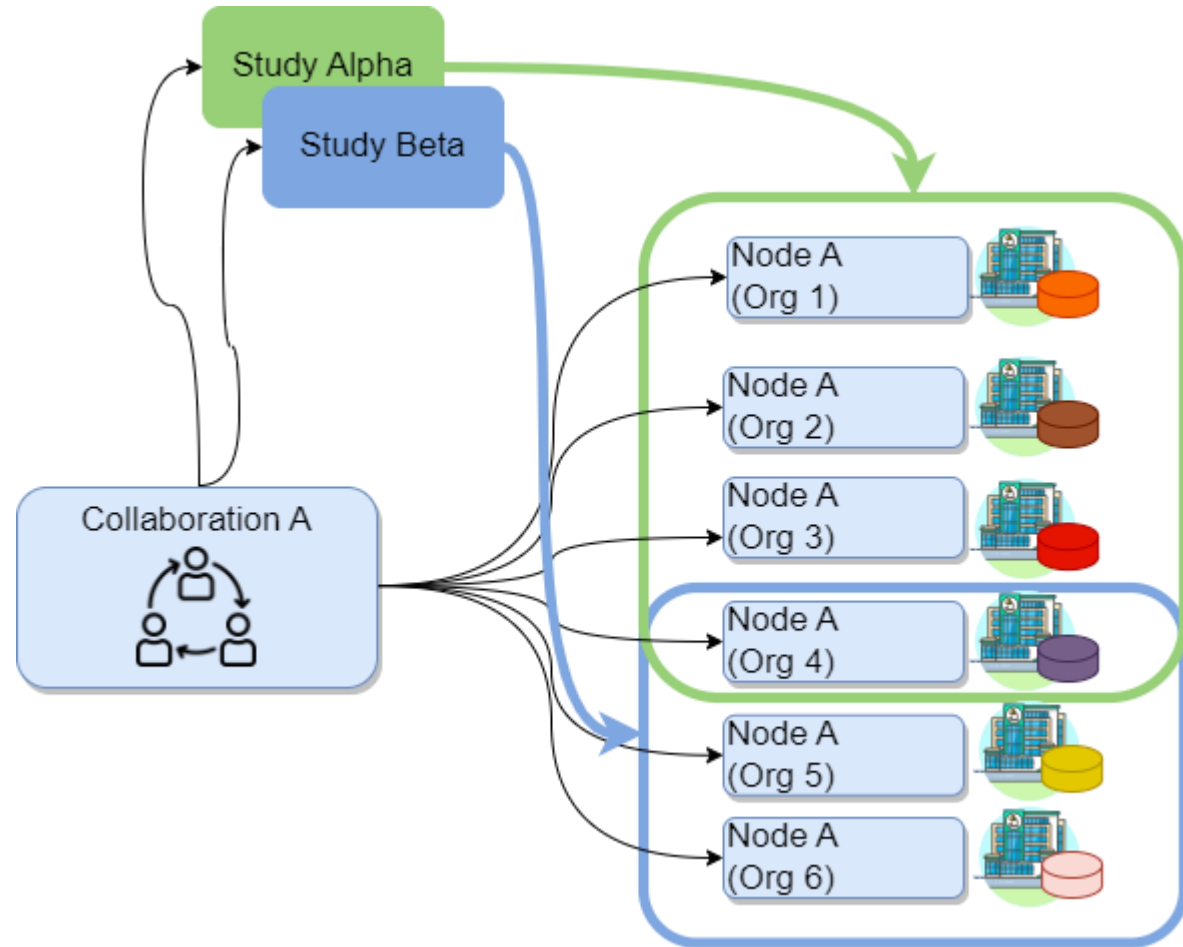 Study Alpha
Study Beta
Collaboration A
Node A
(Org 1)
Node A
(Org 2)
Node A
(Org 3)
Node A
(Org 4)
Node A
(Org 5)
Node A
(Org 6)